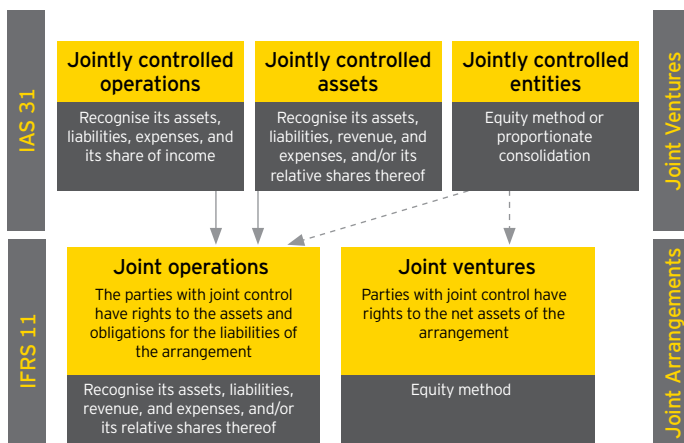 IAS 31
Jointly controlled
operations
Recognise its assets,
liabilities, expenses, and
its share of income
Jointly controlled
assets
Recognise its assets,
liabilities, revenue, and
expenses, and/or its
relative shares thereof
Jointly controlled
entities
Equity method or
proportionate
consolidation
Joint Ventures
IFRS 11
Joint operations
The parties with joint control
have rights to the assets and
obligations for the liabilities of
the arrangement
Recognise its assets, liabilities,
revenue, and expenses, and/or
its relative shares thereof
Joint ventures
Parties with joint control have
rights to the net assets of the
arrangement
Equity method
Joint Arrangements